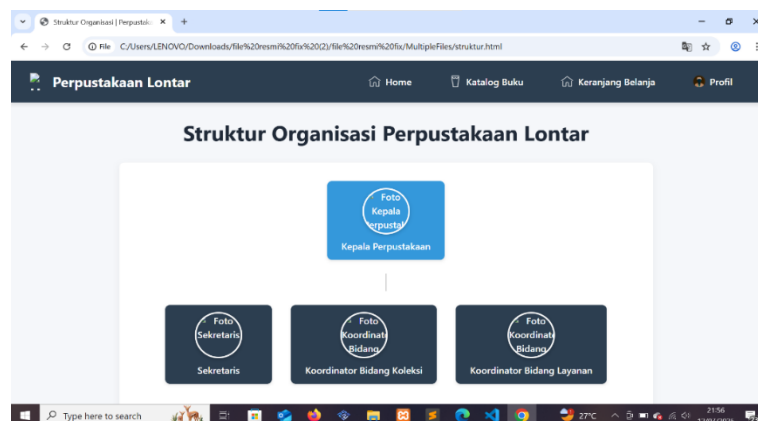 Struktur Organisasi | Perpustak
File C:/Users/LENOVO/Downloads/file%20resmi%20fix%20(2)/file%20resmi%20fix/MultipleFiles/struktur.html
Perpustakaan Lontar Home Katalog Buku Keranjang Belanja Profil
Struktur Organisasi Perpustakaan Lontar
Foto
Kepala
Perpustal
Kepala Perpustakaan
Foto
Sekretaris
Sekretaris
Foto
Koordinat
Bidang
Koordinator Bidang Koleksi
Foto
Koordinat
Bidang
Koordinator Bidang Layanan
Type here to search 27°C 21:56